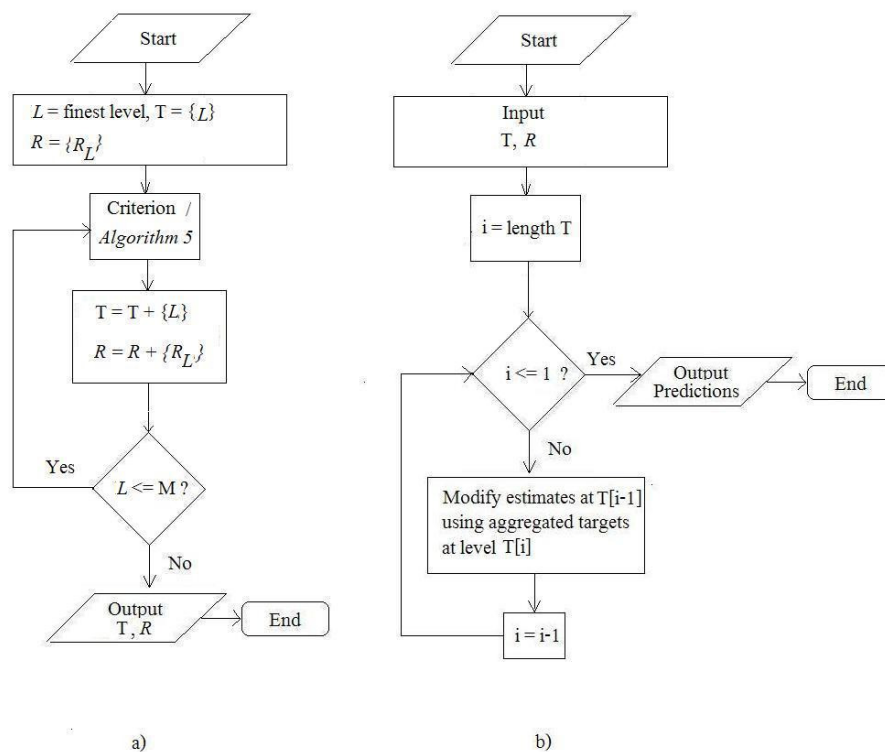 Start
L = finest level, T = {L}
R = {R_L}
Criterion /
Algorithm 5
T = T + {L}
R = R + {R_L}
Yes
L <= M ?
No
Output
T , R
End
a)
Start
Input
T, R
i = length T
i <= 1 ?
Yes
Output
Predictions
End
No
Modify estimates at T[i-1]
using aggregated targets
at level T[i]
i = i-1
b)